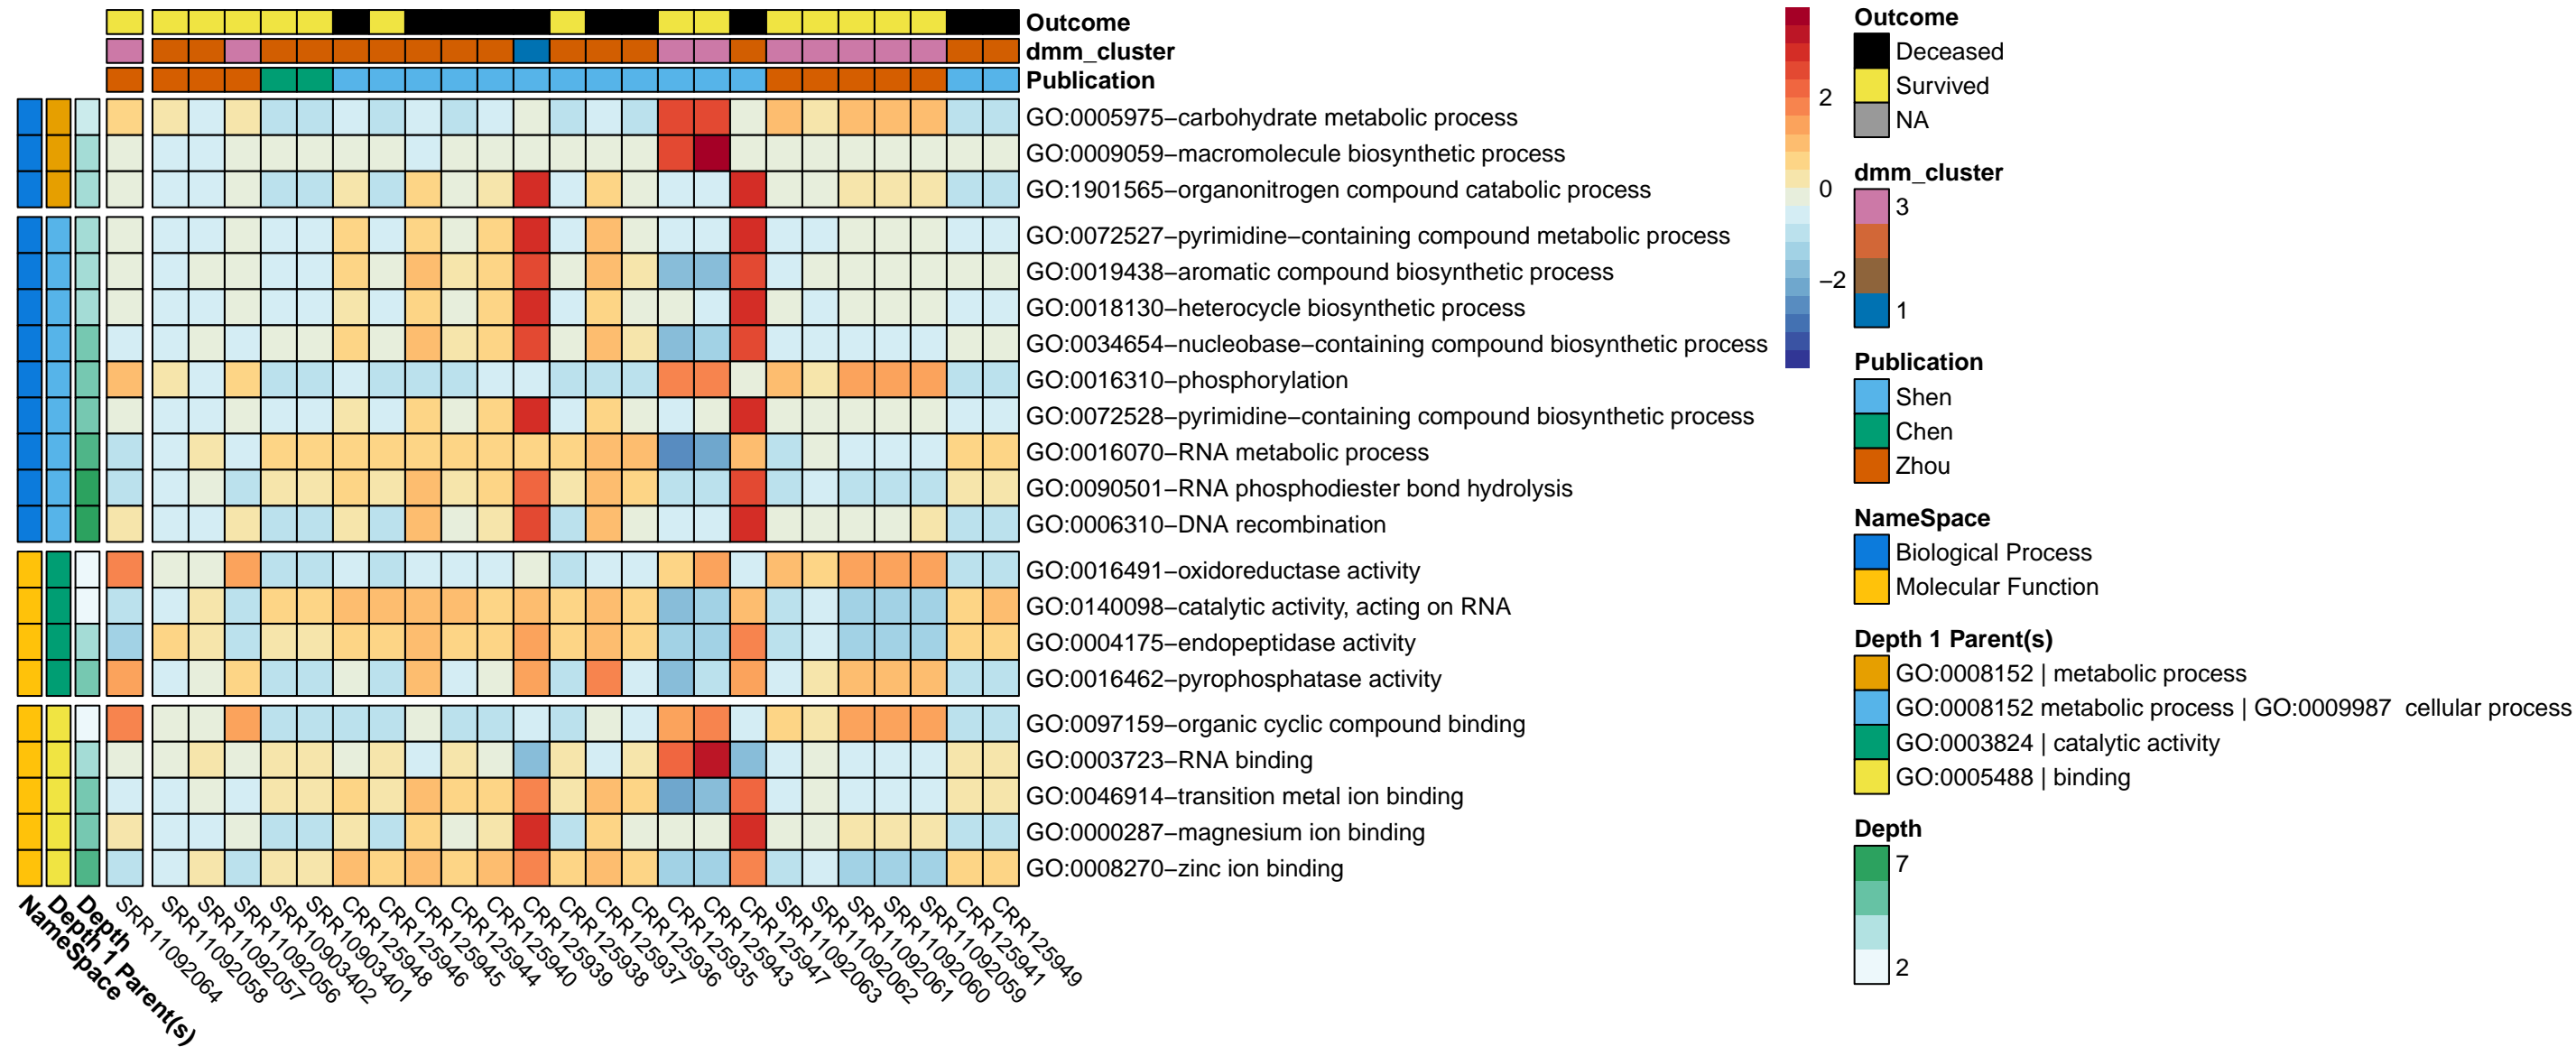 Outcome
dmm_cluster
Publication
GO:0005975−carbohydrate metabolic process
GO:0009059−macromolecule biosynthetic process
GO:1901565−organonitrogen compound catabolic process
GO:0072527−pyrimidine−containing compound metabolic process
GO:0019438−aromatic compound biosynthetic process
GO:0018130−heterocycle biosynthetic process
GO:0034654−nucleobase−containing compound biosynthetic process
GO:0016310−phosphorylation
GO:0072528−pyrimidine−containing compound biosynthetic process
GO:0016070−RNA metabolic process
GO:0090501−RNA phosphodiester bond hydrolysis
GO:0006310−DNA recombination
GO:0016491−oxidoreductase activity
GO:0140098−catalytic activity, acting on RNA
GO:0004175−endopeptidase activity
GO:0016462−pyrophosphatase activity
GO:0097159−organic cyclic compound binding
GO:0003723−RNA binding
GO:0046914−transition metal ion binding
GO:0000287−magnesium ion binding
GO:0008270−zinc ion binding
NameSpace
Depth 1 Parent(s)
Depth
SRR11092064
SRR11092058
SRR11092057
SRR11092056
SRR10903402
SRR10903401
CRR125948
CRR125946
CRR125945
CRR125944
CRR125940
CRR125939
CRR125938
CRR125937
CRR125936
CRR125935
CRR125943
CRR125947
SRR11092063
SRR11092062
SRR11092061
SRR11092060
SRR11092059
CRR125941
CRR125949
2
0
−2
Outcome
Deceased
Survived
NA
dmm_cluster
3
1
Publication
Shen
Chen
Zhou
NameSpace
Biological Process
Molecular Function
Depth 1 Parent(s)
GO:0008152 | metabolic process
GO:0008152 metabolic process | GO:0009987 cellular process
GO:0003824 | catalytic activity
GO:0005488 | binding
Depth
7
2